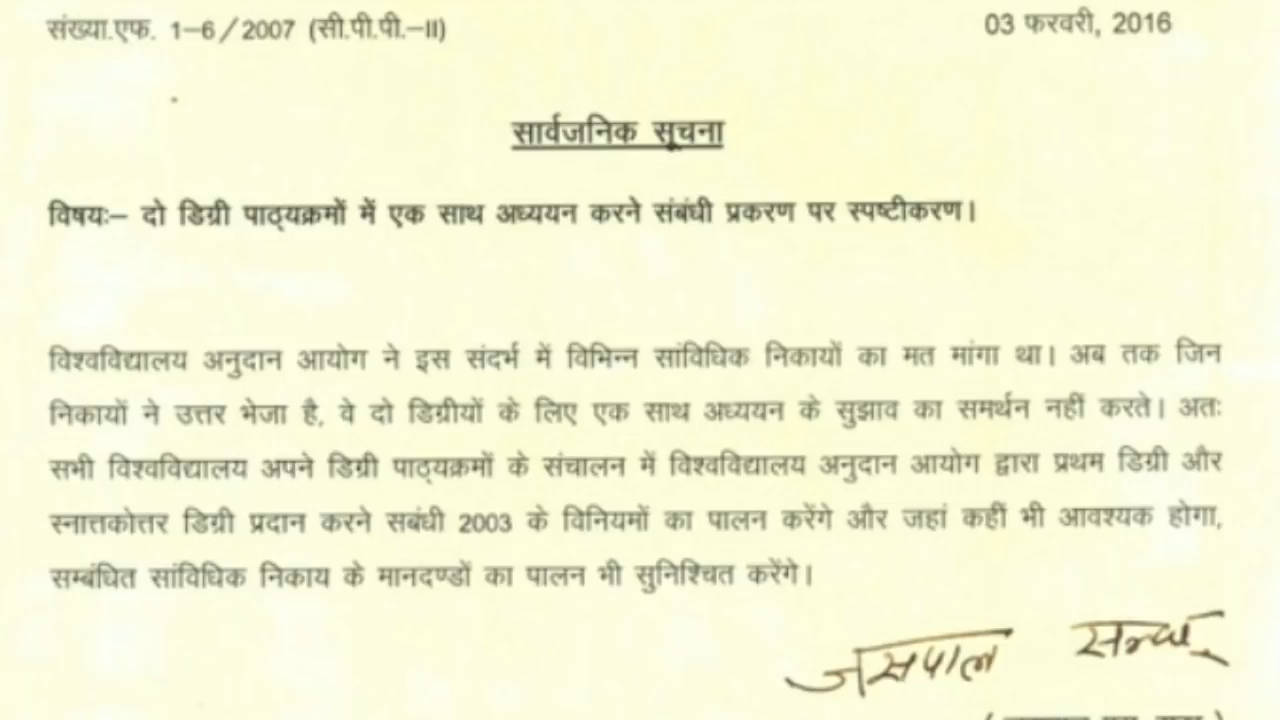 संख्या.एफ. 1–6/2007 (सी.पी.पी.–II)
03 फरवरी, 2016
सार्वजनिक सूचना
विषयः– दो डिग्री पाठ्यक्रमों में एक साथ अध्ययन करने संबंधी प्रकरण पर स्पष्टीकरण।
विश्वविद्यालय अनुदान आयोग ने इस संदर्भ में विभिन्न सांविधिक निकायों का मत मांगा था। अब तक जिन
निकायों ने उत्तर भेजा है, वे दो डिग्रीयों के लिए एक साथ अध्ययन के सुझाव का समर्थन नहीं करते। अतः
सभी विश्वविद्यालय अपने डिग्री पाठ्यक्रमों के संचालन में विश्वविद्यालय अनुदान आयोग द्वारा प्रथम डिग्री और
स्नात्तकोत्तर डिग्री प्रदान करने सबंधी 2003 के विनियमों का पालन करेंगे और जहां कहीं भी आवश्यक होगा,
सम्बंधित सांविधिक निकाय के मानदण्डों का पालन भी सुनिश्चित करेंगे।
जसपाल